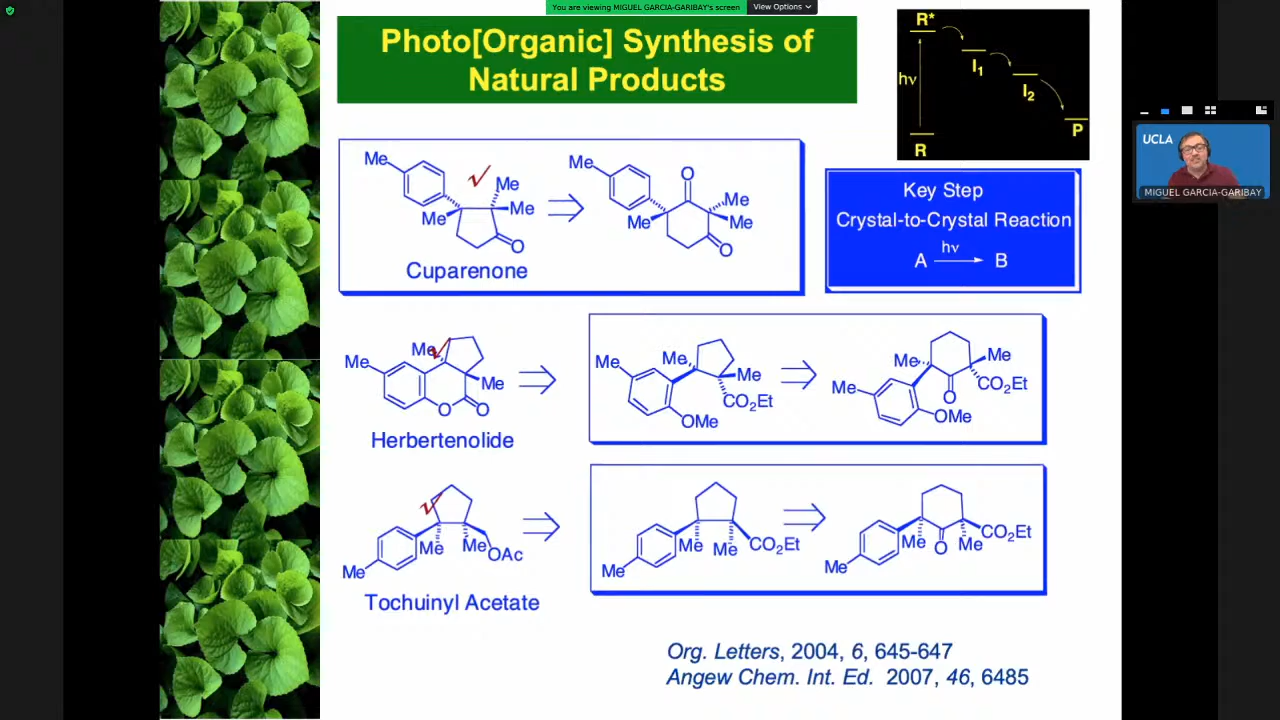 You are viewing MIGUEL GARCIA-GARIBAY's screen
View Options
Photo[Organic] Synthesis of
Natural Products
R*
I1
hν
I2
P
R
UCLA
MIGUEL GARCIA-GARIBAY
Me
Me
Me
Me
O
Cuparenone
Me
O
Me
Me
Me
O
Key Step
Crystal-to-Crystal Reaction
hν
A B
Me
Me
Me
O O
Herbertenolide
Me
Me
Me
CO2Et
OMe
Me
Me
Me
CO2Et
O
OMe
Me
Me
OAc
Me
Tochuinyl Acetate
Me
Me
CO2Et
Me
CO2Et
Me
O
Me
Me
Org. Letters, 2004, 6, 645-647
Angew Chem. Int. Ed. 2007, 46, 6485